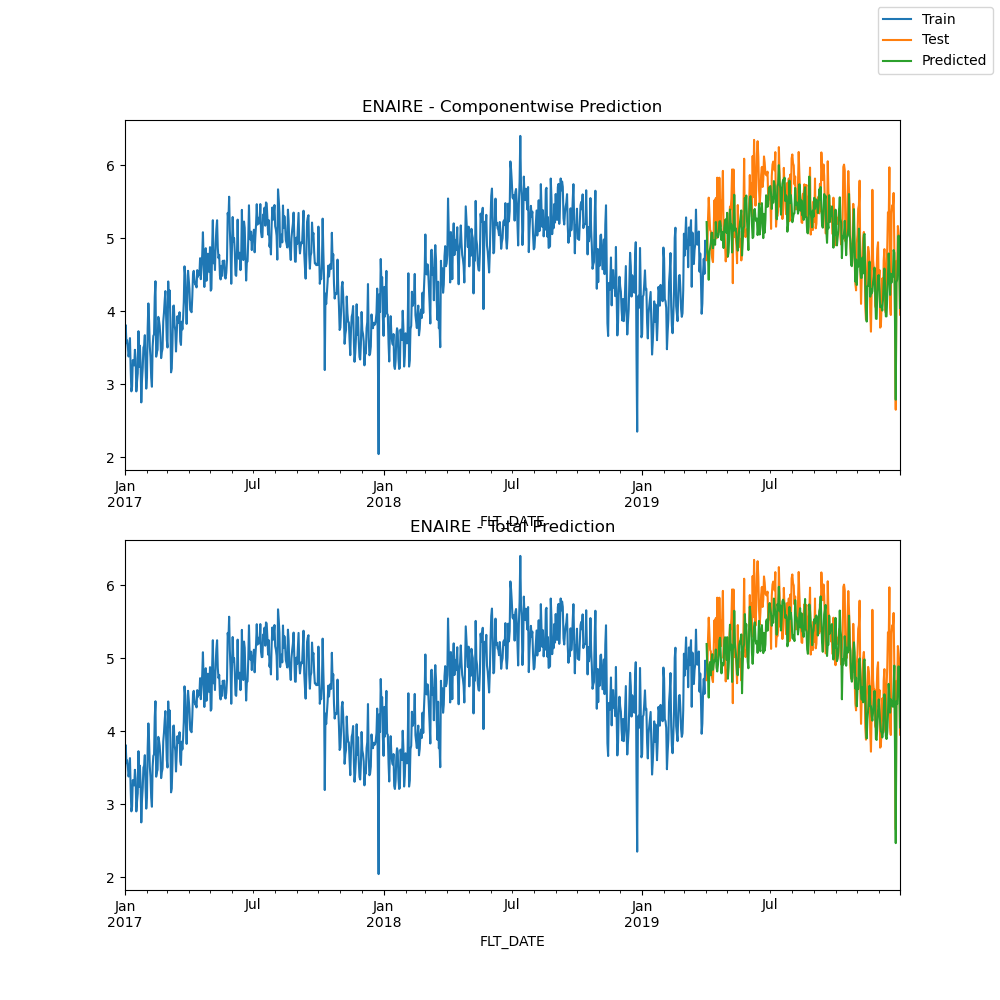 Train
Test
Predicted
ENAIRE - Componentwise Prediction
6
5
4
3
2
Jan
2017
Jul
Jan
2018
Jul
Jan
2019
Jul
FLT_DATE
ENAIRE - Total Prediction
6
5
4
3
2
Jan
2017
Jul
Jan
2018
Jul
Jan
2019
Jul
FLT_DATE